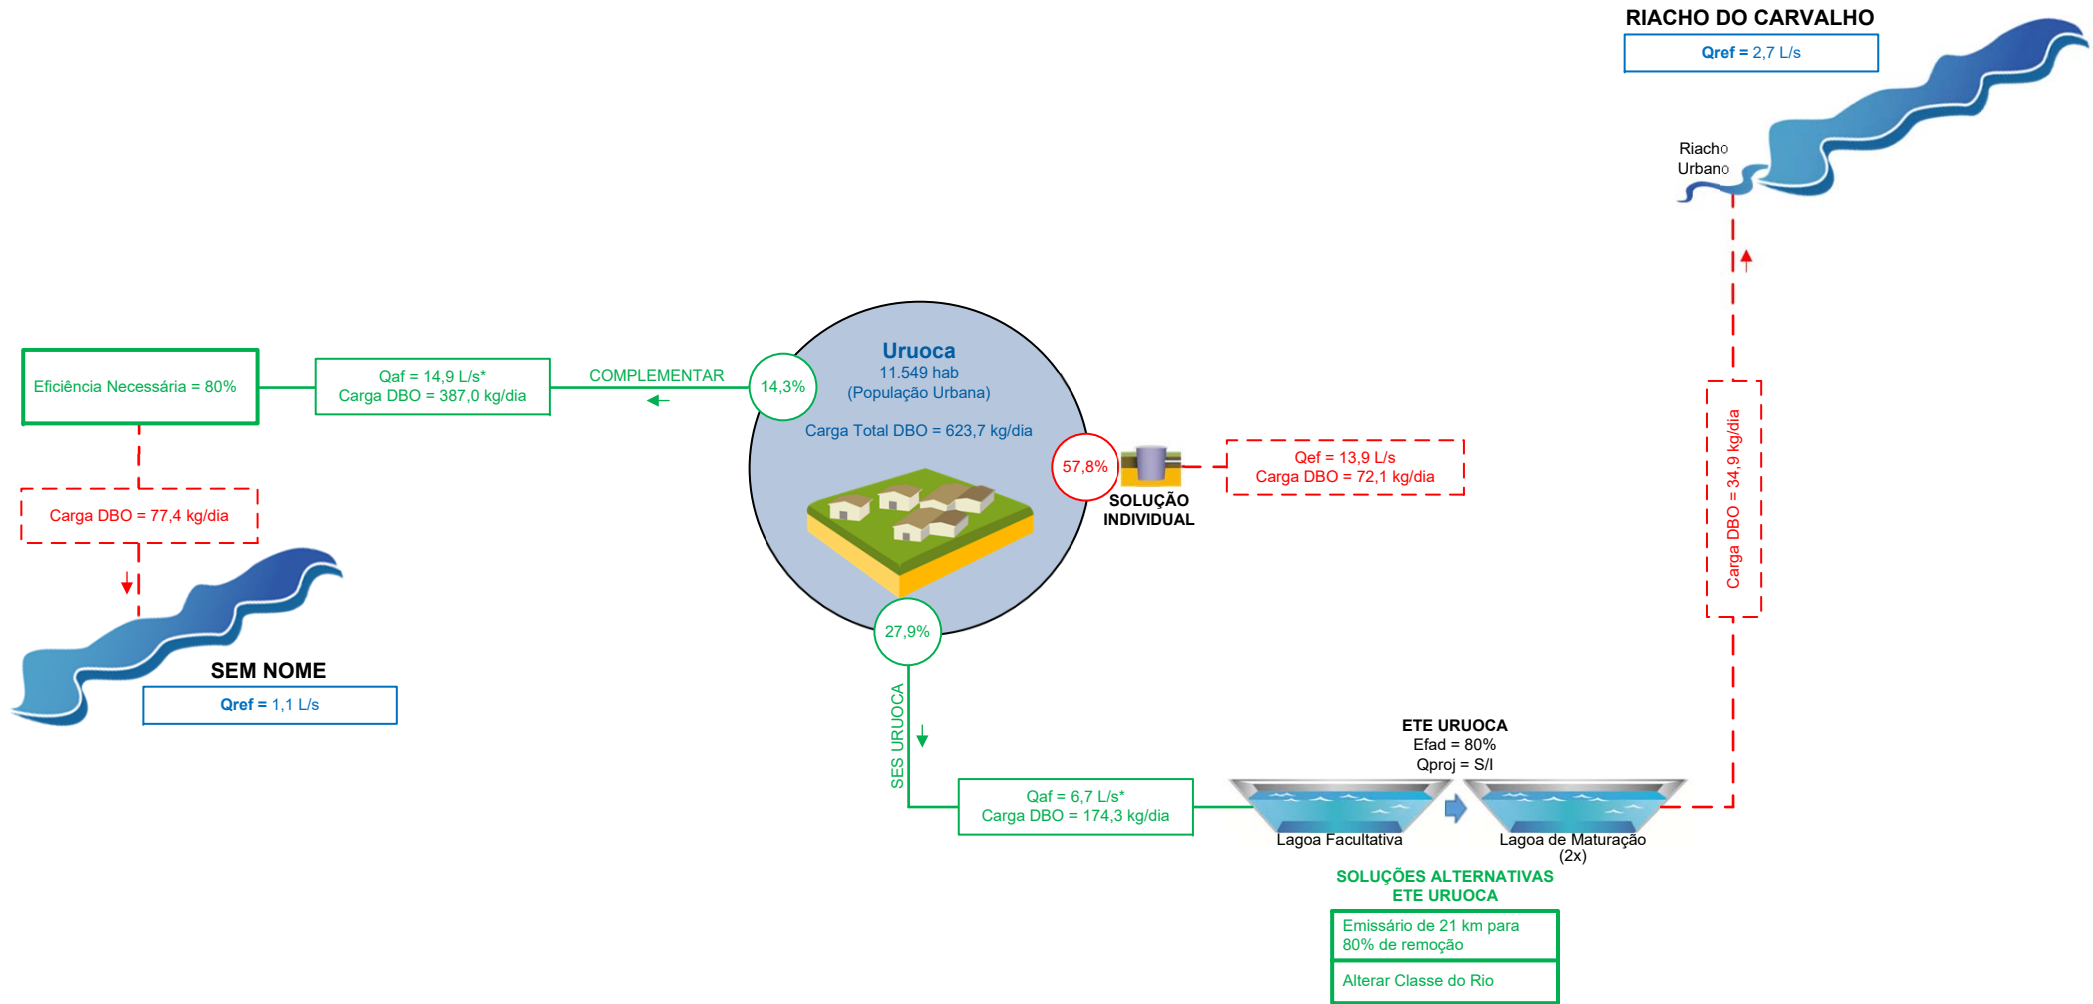 RIACHO DO CARVALHO
Qref = 2,7 L/s
Riacho
Urbano
Uruoca
11.549 hab
(População Urbana)
Carga Total DBO = 623,7 kg/dia
14,3%
COMPLEMENTAR
Qaf = 14,9 L/s*
Carga DBO = 387,0 kg/dia
Eficiência Necessária = 80%
Carga DBO = 77,4 kg/dia
SEM NOME
Qref = 1,1 L/s
57,8%
SOLUÇÃO
INDIVIDUAL
Qef = 13,9 L/s
Carga DBO = 72,1 kg/dia
27,9%
SES URUOCA
Qaf = 6,7 L/s*
Carga DBO = 174,3 kg/dia
ETE URUOCA
Efad = 80%
Qproj = S/I
Lagoa Facultativa
Lagoa de Maturação
(2x)
Carga DBO = 34,9 kg/dia
SOLUÇÕES ALTERNATIVAS
ETE URUOCA
Emissário de 21 km para
80% de remoção
Alterar Classe do Rio